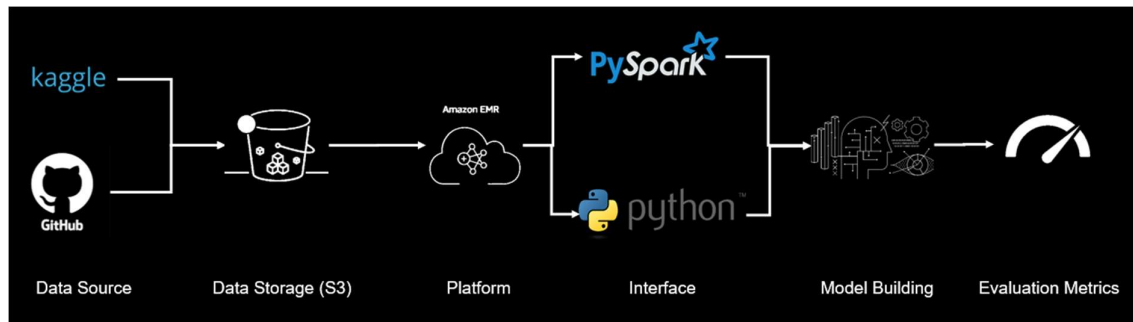 kaggle
GitHub
Amazon EMR
PySpark
python™
Data Source
Data Storage (S3)
Platform
Interface
Model Building
Evaluation Metrics